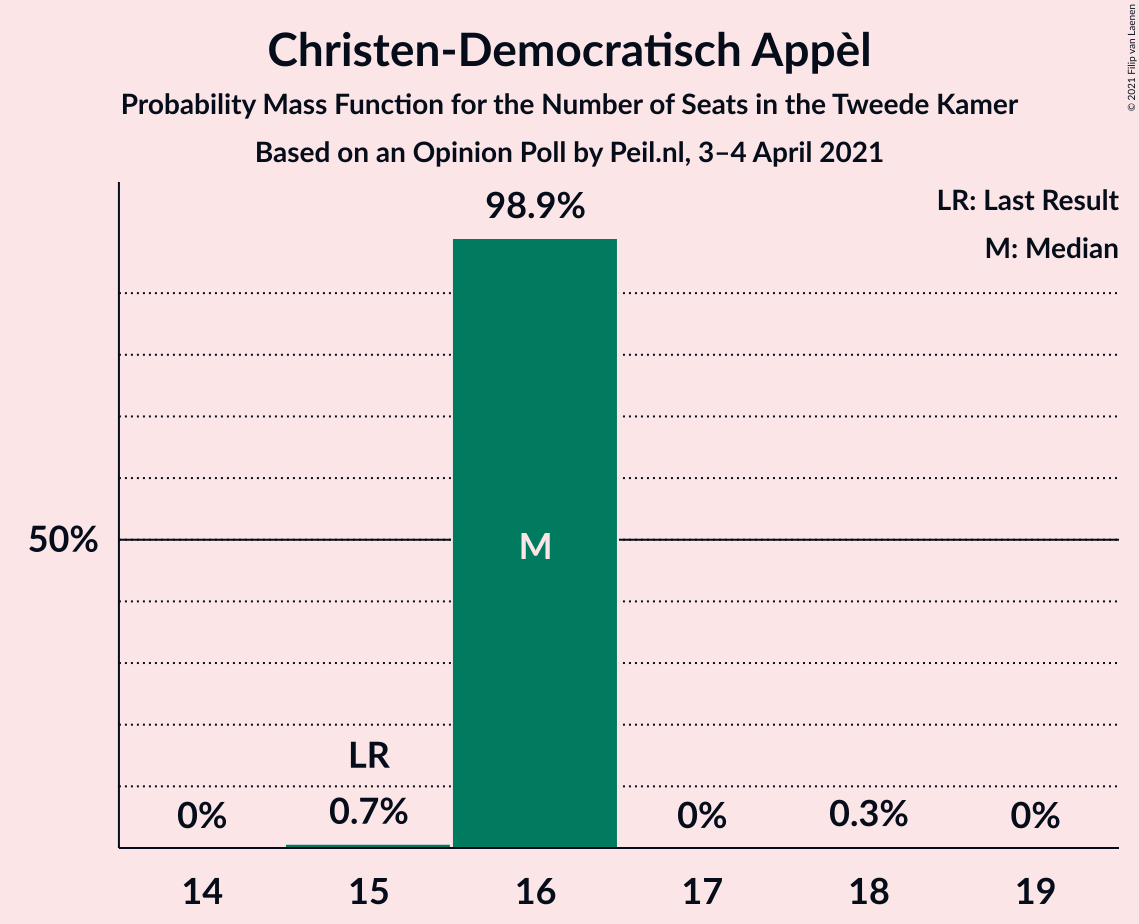 Christen-Democratisch Appèl
Probability Mass Function for the Number of Seats in the Tweede Kamer
Based on an Opinion Poll by Peil.nl, 3–4 April 2021
© 2021 Filip van Laenen
LR: Last Result
M: Median
98.9%
50%
M
LR
0% 0.7% 0% 0.3% 0%
14 15 16 17 18 19